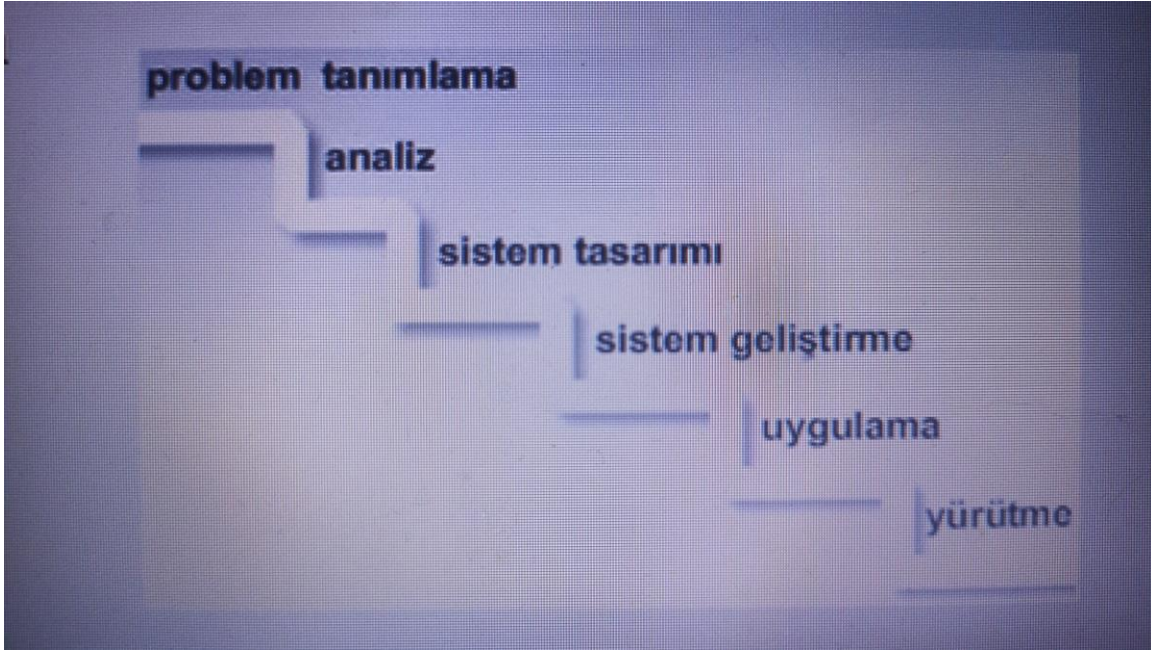 problem tanımlama
analiz
sistem tasarımı
sistem geliştirme
uygulama
yürütme